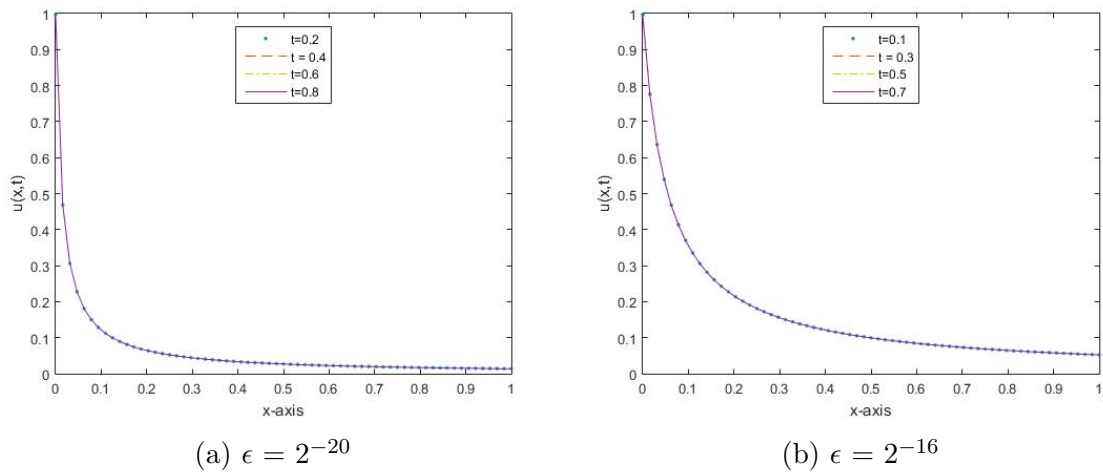 1
0.9
0.8
0.7
0.6
0.5
0.4
0.3
0.2
0.1
0
u(x,t)
t=0.2
t = 0.4
t=0.6
t=0.8
0 0.1 0.2 0.3 0.4 0.5 0.6 0.7 0.8 0.9 1
x-axis
(a) ϵ = 2⁻²⁰
1
0.9
0.8
0.7
0.6
0.5
0.4
0.3
0.2
0.1
0
u(x,t)
t=0.1
t = 0.3
t=0.5
t=0.7
0 0.1 0.2 0.3 0.4 0.5 0.6 0.7 0.8 0.9 1
x-axis
(b) ϵ = 2⁻¹⁶